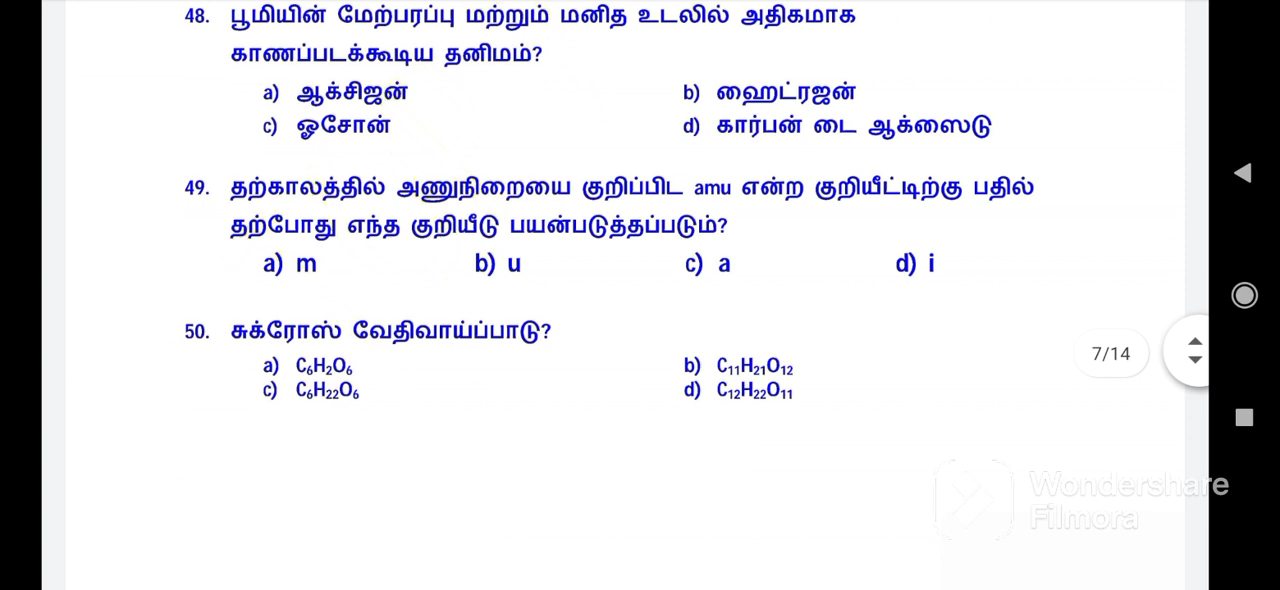 48. பூமியின் மேற்பரப்பு மற்றும் மனித உடலில் அதிகமாக
காணப்படக்கூடிய தனிமம்?
a) ஆக்சிஜன் b) ஹைட்ரஜன்
c) ஓசோன் d) கார்பன் டை ஆக்ஸைடு
49. தற்காலத்தில் அணுநிறையை குறிப்பிட amu என்ற குறியீட்டிற்கு பதில்
தற்போது எந்த குறியீடு பயன்படுத்தப்படும்?
a) m b) u c) a d) i
50. சுக்ரோஸ் வேதிவாய்ப்பாடு?
a) C₆H₂O₆ b) C₁₁H₂₁O₁₂
c) C₆H₂₂O₆ d) C₁₂H₂₂O₁₁
7/14
Wondershare
Filmora